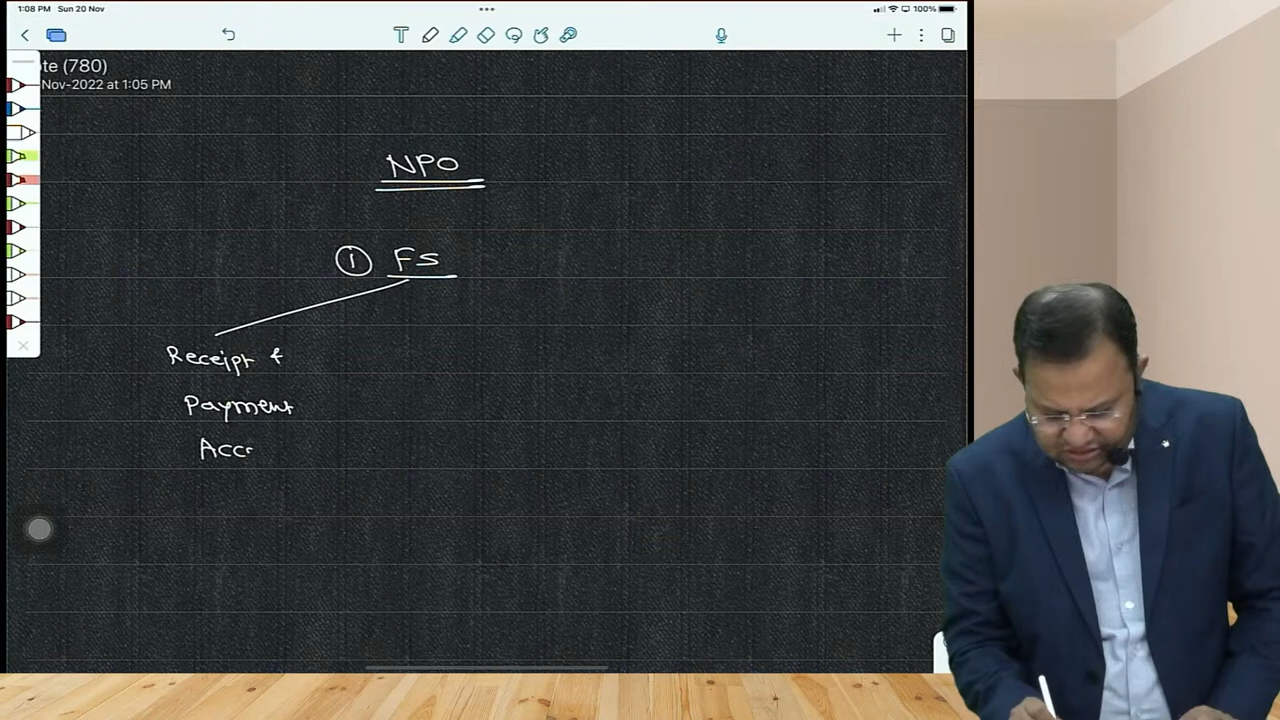 1:08 PM Sun 20 Nov
100%
te (780)
Nov-2022 at 1:05 PM
NPO
① FS
Receipt &
Payment
Acc